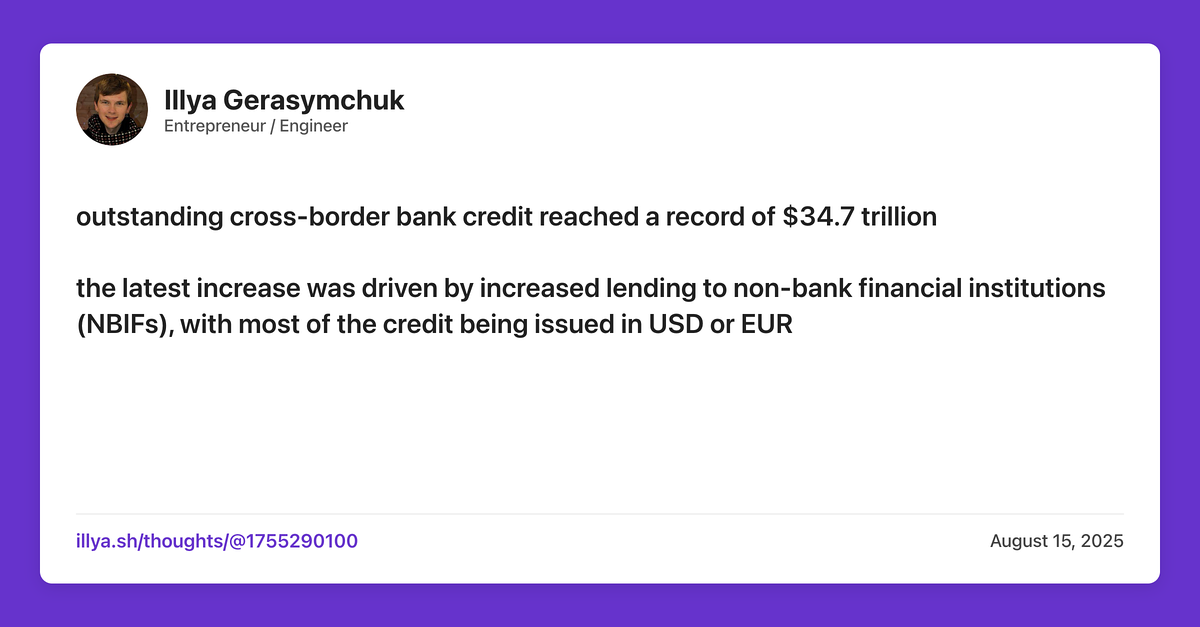 Illya Gerasymchuk
Entrepreneur / Engineer
outstanding cross-border bank credit reached a record of $34.7 trillion
the latest increase was driven by increased lending to non-bank financial institutions
(NBIFs), with most of the credit being issued in USD or EUR
illya.sh/thoughts/@1755290100
August 15, 2025